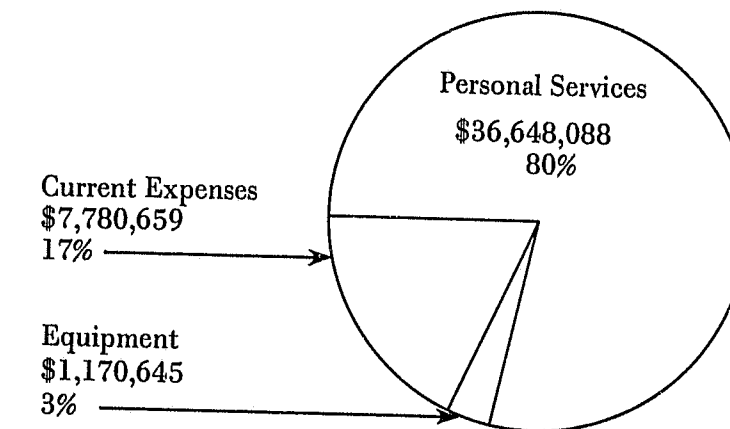 Personal Services
$36,648,088
80%
Current Expenses
$7,780,659
17%
Equipment
$1,170,645
3%